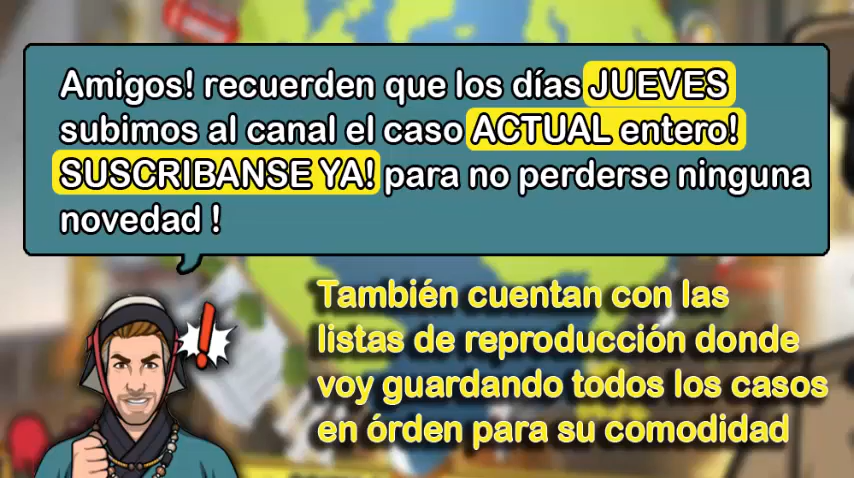 Amigos! recuerden que los días JUEVES
subimos al canal el caso ACTUAL entero!
SUSCRIBANSE YA! para no perderse ninguna
novedad !
También cuentan con las
listas de reproducción donde
voy guardando todos los casos
en órden para su comodidad